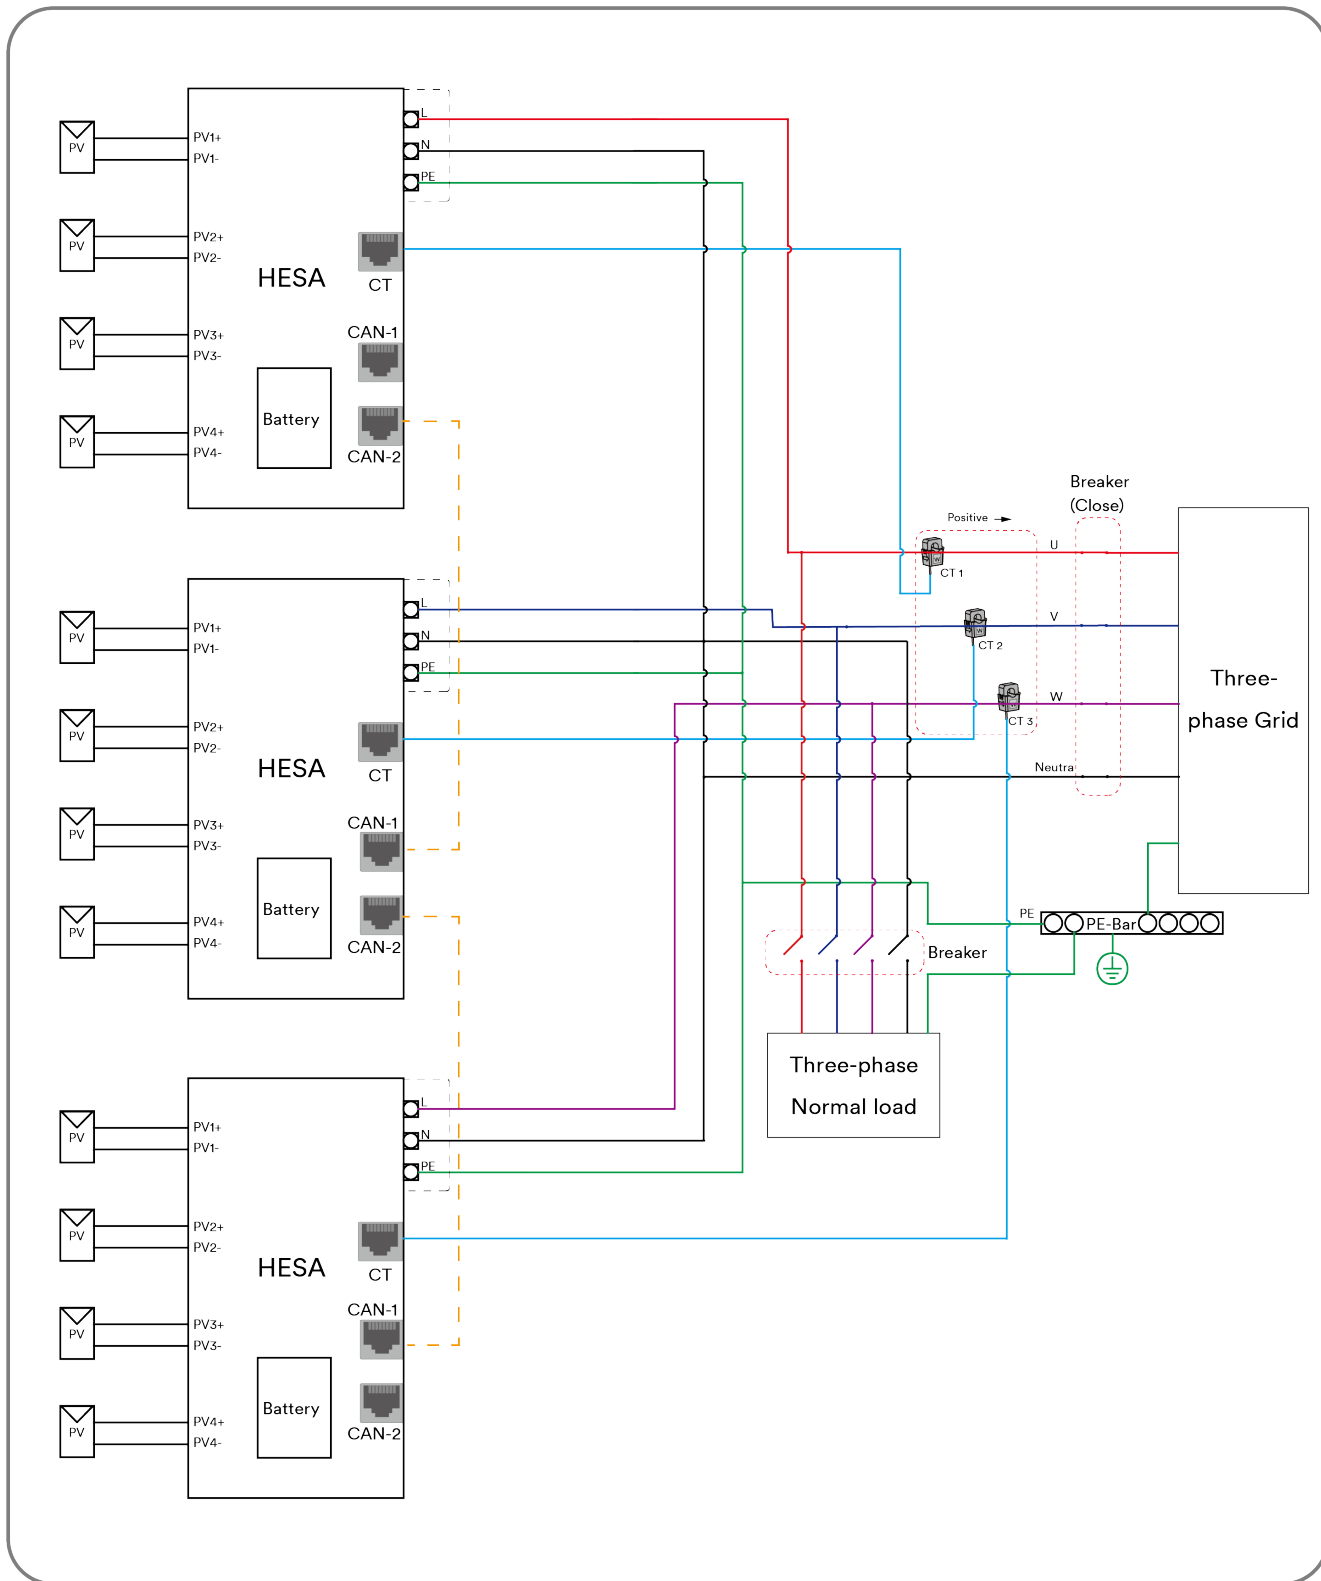 L
PV1+
PV
N
PV1-
PE
PV2+
PV
PV2-
HESA
CT
CAN-1
PV3+
PV
PV3-
Battery
PV4+
PV
PV4-
CAN-2
Breaker
(Close)
Positive
U
CT 1
L
V
PV1+
PV
N
PV1-
CT 2
PE
Three-
phase Grid
W
CT 3
PV2+
PV
PV2-
HESA
CT
Neutra
CAN-1
PV3+
PV
PV3-
Battery
PE
PE-Bar
PV4+
PV
PV4-
CAN-2
Breaker
Three-phase
Normal load
L
PV1+
PV
N
PV1-
PE
PV2+
PV
PV2-
HESA
CT
CAN-1
PV3+
PV
PV3-
Battery
PV4+
PV
PV4-
CAN-2